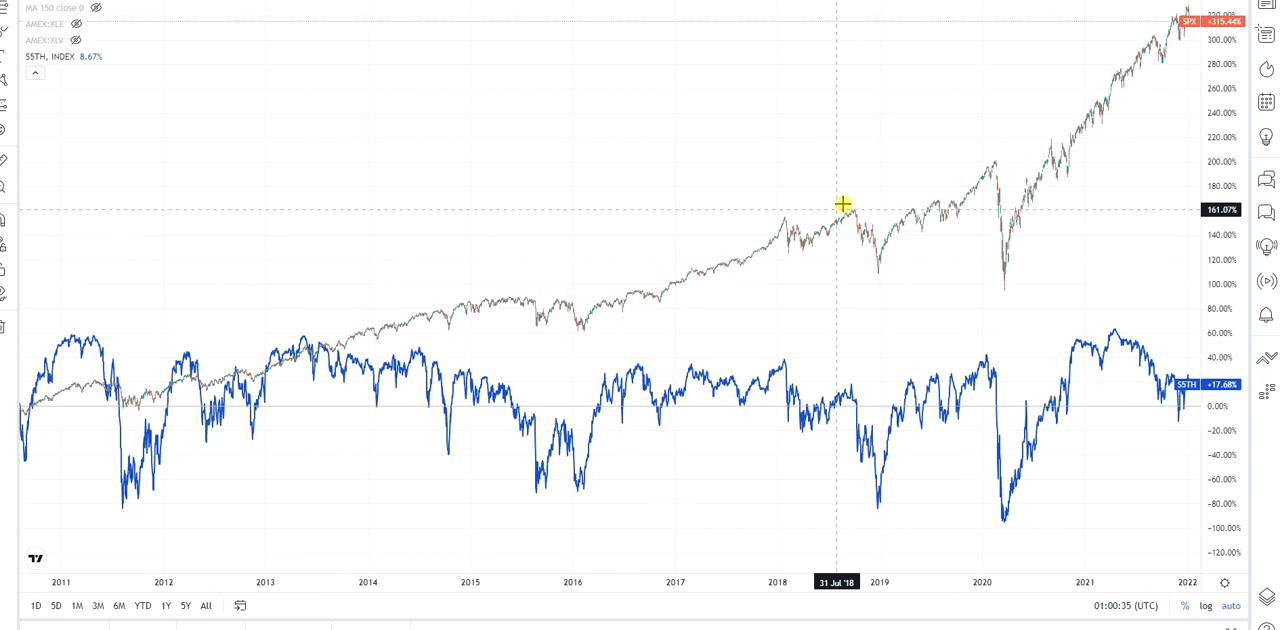 MA 150 close 0
AMEX:XLE
AMEX:XLV
S5TH, INDEX 8.67%
320.00%
SPX +315.44%
300.00%
280.00%
260.00%
240.00%
220.00%
200.00%
180.00%
161.07%
140.00%
120.00%
100.00%
80.00%
60.00%
40.00%
S5TH +17.68%
0.00%
-20.00%
-40.00%
-60.00%
-80.00%
-100.00%
-120.00%
2011 2012 2013 2014 2015 2016 2017 2018 31 Jul '18 2019 2020 2021 2022
1D 5D 1M 3M 6M YTD 1Y 5Y All 01:00:35 (UTC) % log auto